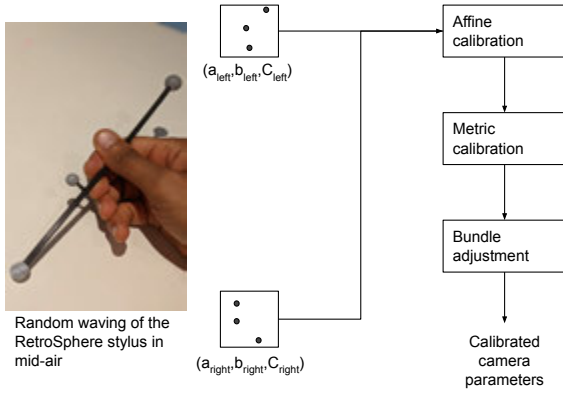 Random waving of the
RetroSphere stylus in
mid-air
(a_left,b_left,C_left)
(a_right,b_right,C_right)
Affine
calibration
Metric
calibration
Bundle
adjustment
Calibrated
camera
parameters